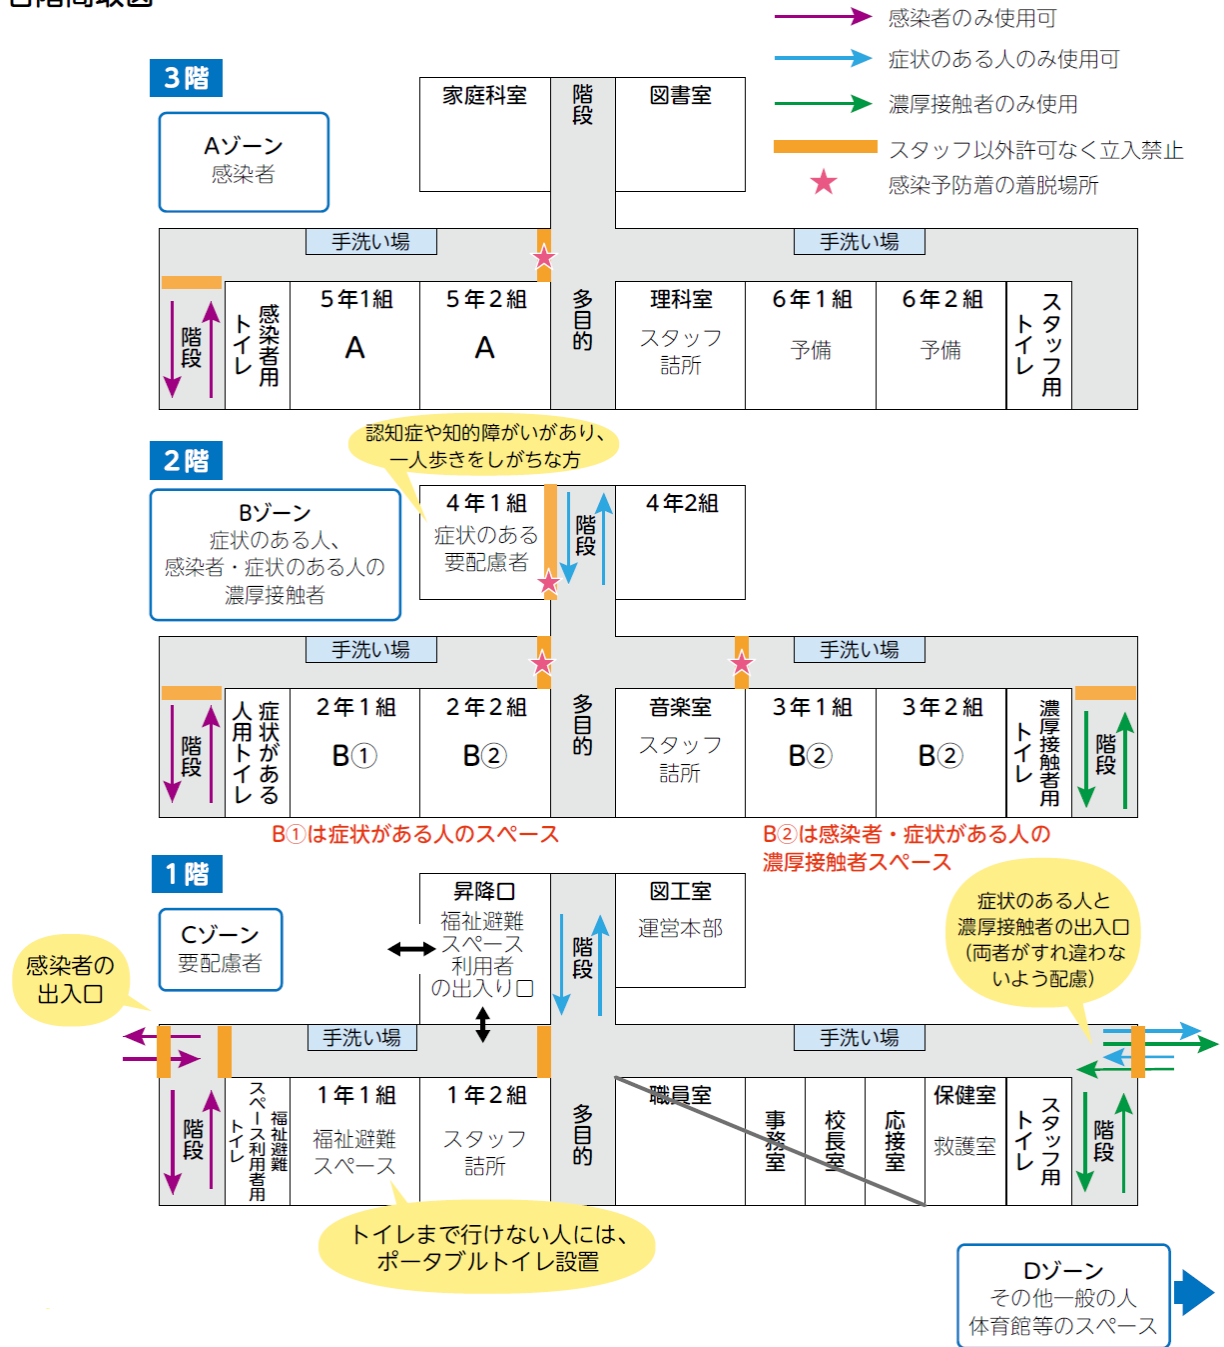 感染者のみ使用可
症状のある人のみ使用可
濃厚接触者のみ使用
スタッフ以外許可なく立入禁止
感染予防着の着脱場所
3階
Aゾーン
感染者
家庭科室
階段
図書室
手洗い場
手洗い場
階段
感染者用
トイレ
5年1組
A
5年2組
A
多目的
理科室
スタッフ
詰所
6年1組
予備
6年2組
予備
スタッフ用
トイレ
認知症や知的障がいがあり、
一人歩きをしがちな方
2階
Bゾーン
症状のある人、
感染者・症状のある人の
濃厚接触者
4年1組
症状のある
要配慮者
階段
4年2組
手洗い場
手洗い場
階段
症状がある
人用トイレ
2年1組
B①
2年2組
B②
多目的
音楽室
スタッフ
詰所
3年1組
B②
3年2組
B②
濃厚接触者用
トイレ
階段
B①は症状がある人のスペース
B②は感染者・症状がある人の
濃厚接触者スペース
1階
Cゾーン
要配慮者
感染者の
出入口
昇降口
福祉避難
スペース
利用者
の出入り口
階段
図工室
運営本部
症状のある人と
濃厚接触者の出入口
(両者がすれ違わな
いよう配慮)
手洗い場
手洗い場
階段
福祉避難
スペース利用者用
トイレ
1年1組
福祉避難
スペース
1年2組
スタッフ
詰所
多目的
職員室
事務室
校長室
応接室
保健室
救護室
スタッフ用
トイレ
階段
トイレまで行けない人には、
ポータブルトイレ設置
Dゾーン
その他一般の人
体育館等のスペース